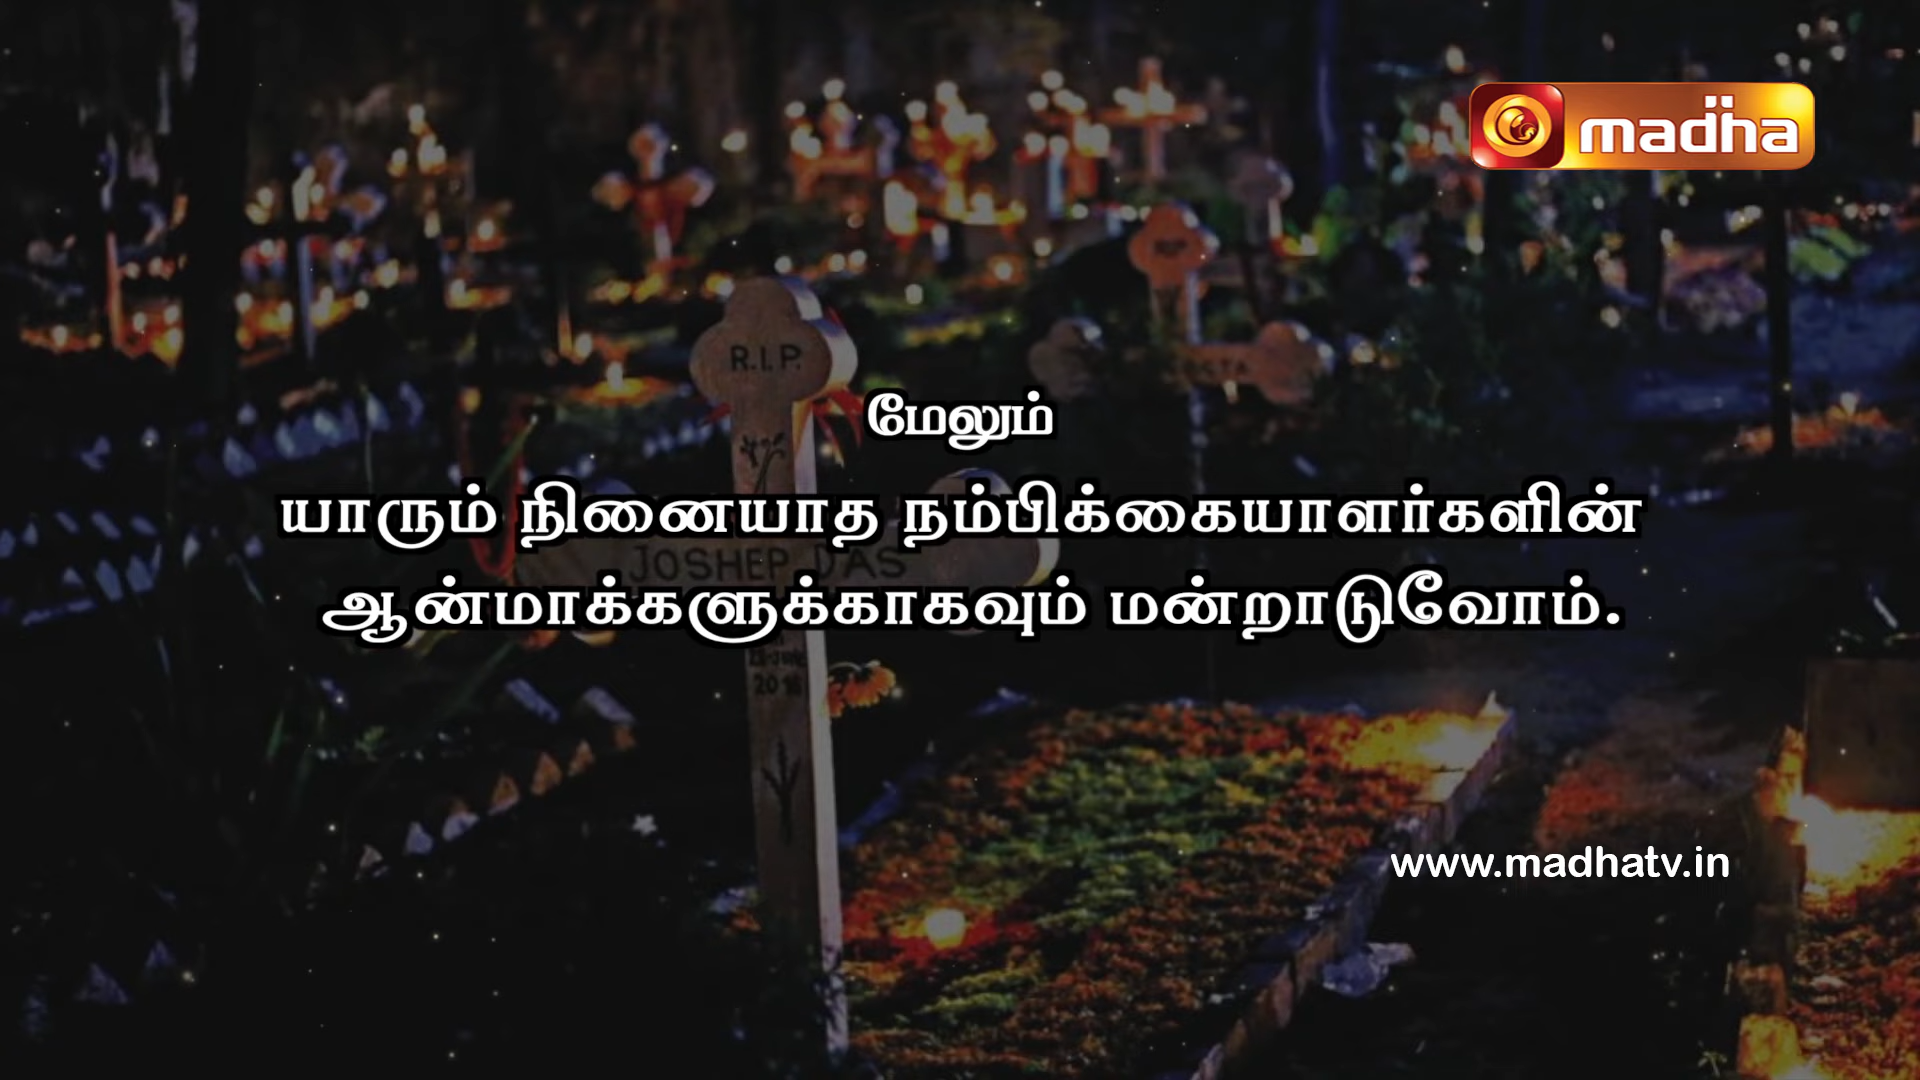 madha
R.I.P.
மேலும்
யாரும் நினையாத நம்பிக்கையாளர்களின்
JOSHEP DAS
ஆன்மாக்களுக்காகவும் மன்றாடுவோம்.
www.madhatv.in